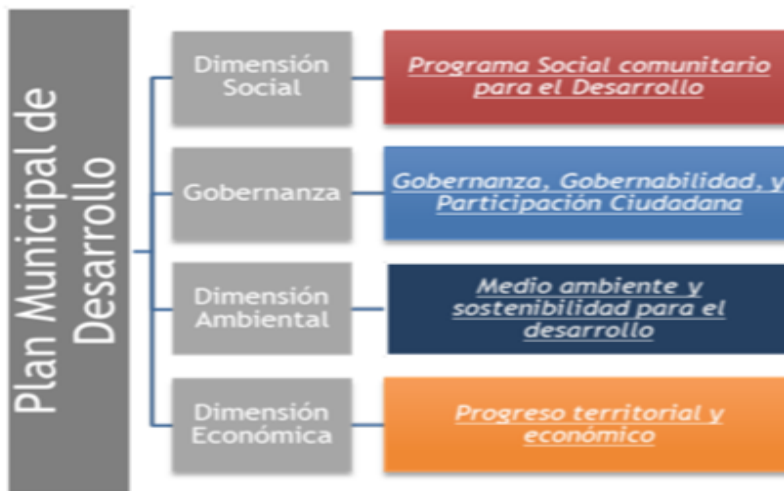 Plan Municipal de
Desarrollo
Dimensión
Social
Programa Social comunitario
para el Desarrollo
Gobernanza
Gobernanza, Gobernabilidad, y
Participación Ciudadana
Dimensión
Ambiental
Medio ambiente y
sostenibilidad para el
desarrollo
Dimensión
Económica
Progreso territorial y
económico